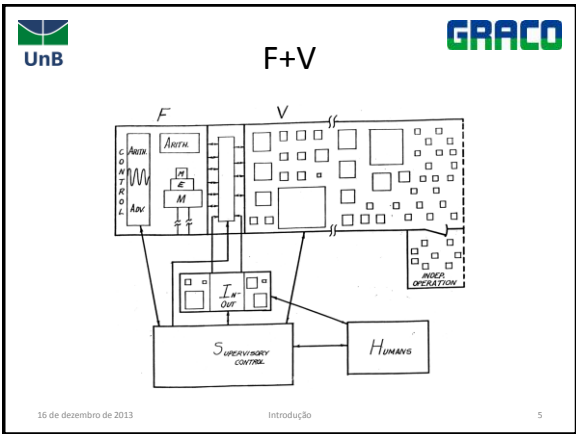 UnB
GRACO
F+V
F
V
CONTROL
ARITH.
ADV.
ARITH.
M
E
M
IN-
OUT
INDEP.
OPERATION
SUPERVISORY
CONTROL
HUMANS
16 de dezembro de 2013
Introdução
5